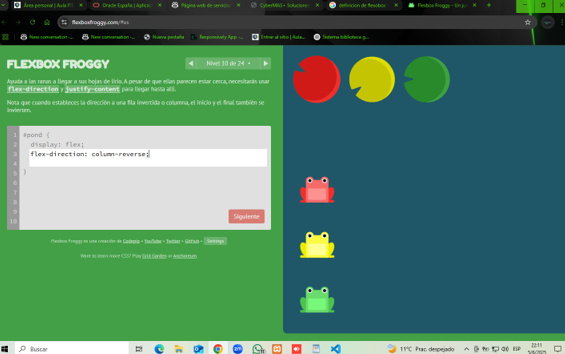 Área personal | Aula
Oracle España | Aplicac
Página web de servicio
CyberMAS+ - Solucione
definicion de flexbox
Flexbox Froggy - Un ju
flexboxfroggy.com/#es
New conversation
New conversation
Nueva pestaña
Responsively App -
Entrar al sitio | Aula
Sistema biblioteca g...
FLEXBOX FROGGY
Nivel 10 de 24
Ayuda a las ranas a llegar a sus hojas de lirio. A pesar de que ellas parecen estar cerca, necesitarás usar
flex-direction y justify-content para llegar hasta allí.
Nota que cuando estableces la dirección a una fila invertida o columna, el inicio y el final también se
invierten.
1 #pond {
2 display: flex;
3 flex-direction: column-reverse;
4
5 }
6
7
8
9
10
Siguiente
Flexbox Froggy es una creación de Codepip • YouTube • Twitter • GitHub • Settings
Want to learn more CSS? Play Grid Garden or Anchoreum
Buscar
11°C Prac. despejado
ESP
22:11
5/6/2025